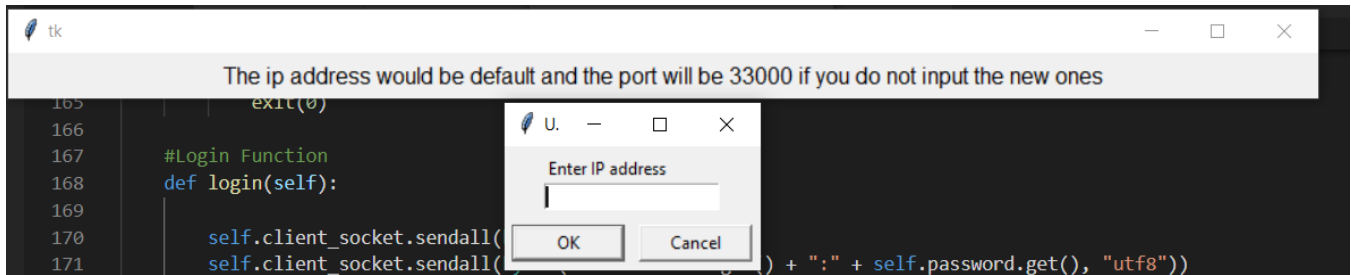 tk
The ip address would be default and the port will be 33000 if you do not input the new ones
165 exit(0)
166
167 #Login Function
168 def login(self):
169
170 self.client_socket.sendall(
171 self.client_socket.sendall( () + ":" + self.password.get(), "utf8"))
U.
Enter IP address
OK Cancel